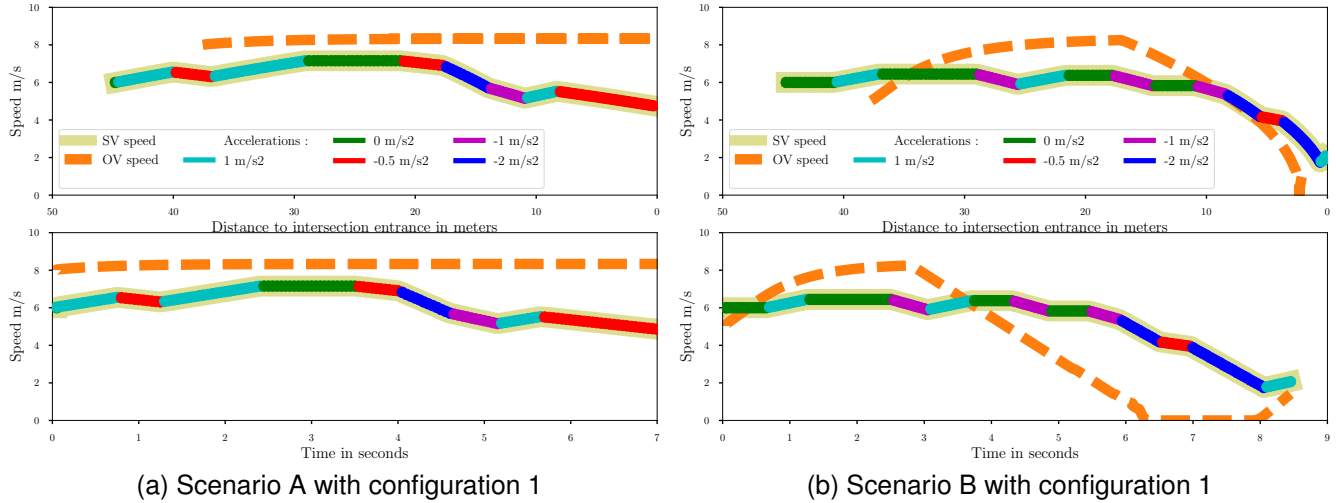 10
8
6
4
2
0
Speed m/s
SV speed
OV speed
Accelerations :
1 m/s2
0 m/s2
-0.5 m/s2
-1 m/s2
-2 m/s2
50 40 30 20 10 0
Distance to intersection entrance in meters
10
8
6
4
2
0
Speed m/s
SV speed
OV speed
Accelerations :
1 m/s2
0 m/s2
-0.5 m/s2
-1 m/s2
-2 m/s2
50 40 30 20 10 0
Distance to intersection entrance in meters
10
8
6
4
2
0
Speed m/s
0 1 2 3 4 5 6 7
Time in seconds
10
8
6
4
2
0
Speed m/s
0 1 2 3 4 5 6 7 8 9
Time in seconds
(a) Scenario A with configuration 1
(b) Scenario B with configuration 1